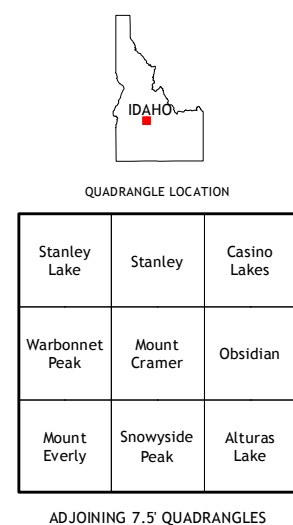 IDAHO
QUADRANGLE LOCATION
Stanley
Lake
Stanley
Casino
Lakes
Warbonnet
Peak
Mount
Cramer
Obsidian
Mount
Everly
Snowyside
Peak
Alturas
Lake
ADJOINING 7.5' QUADRANGLES